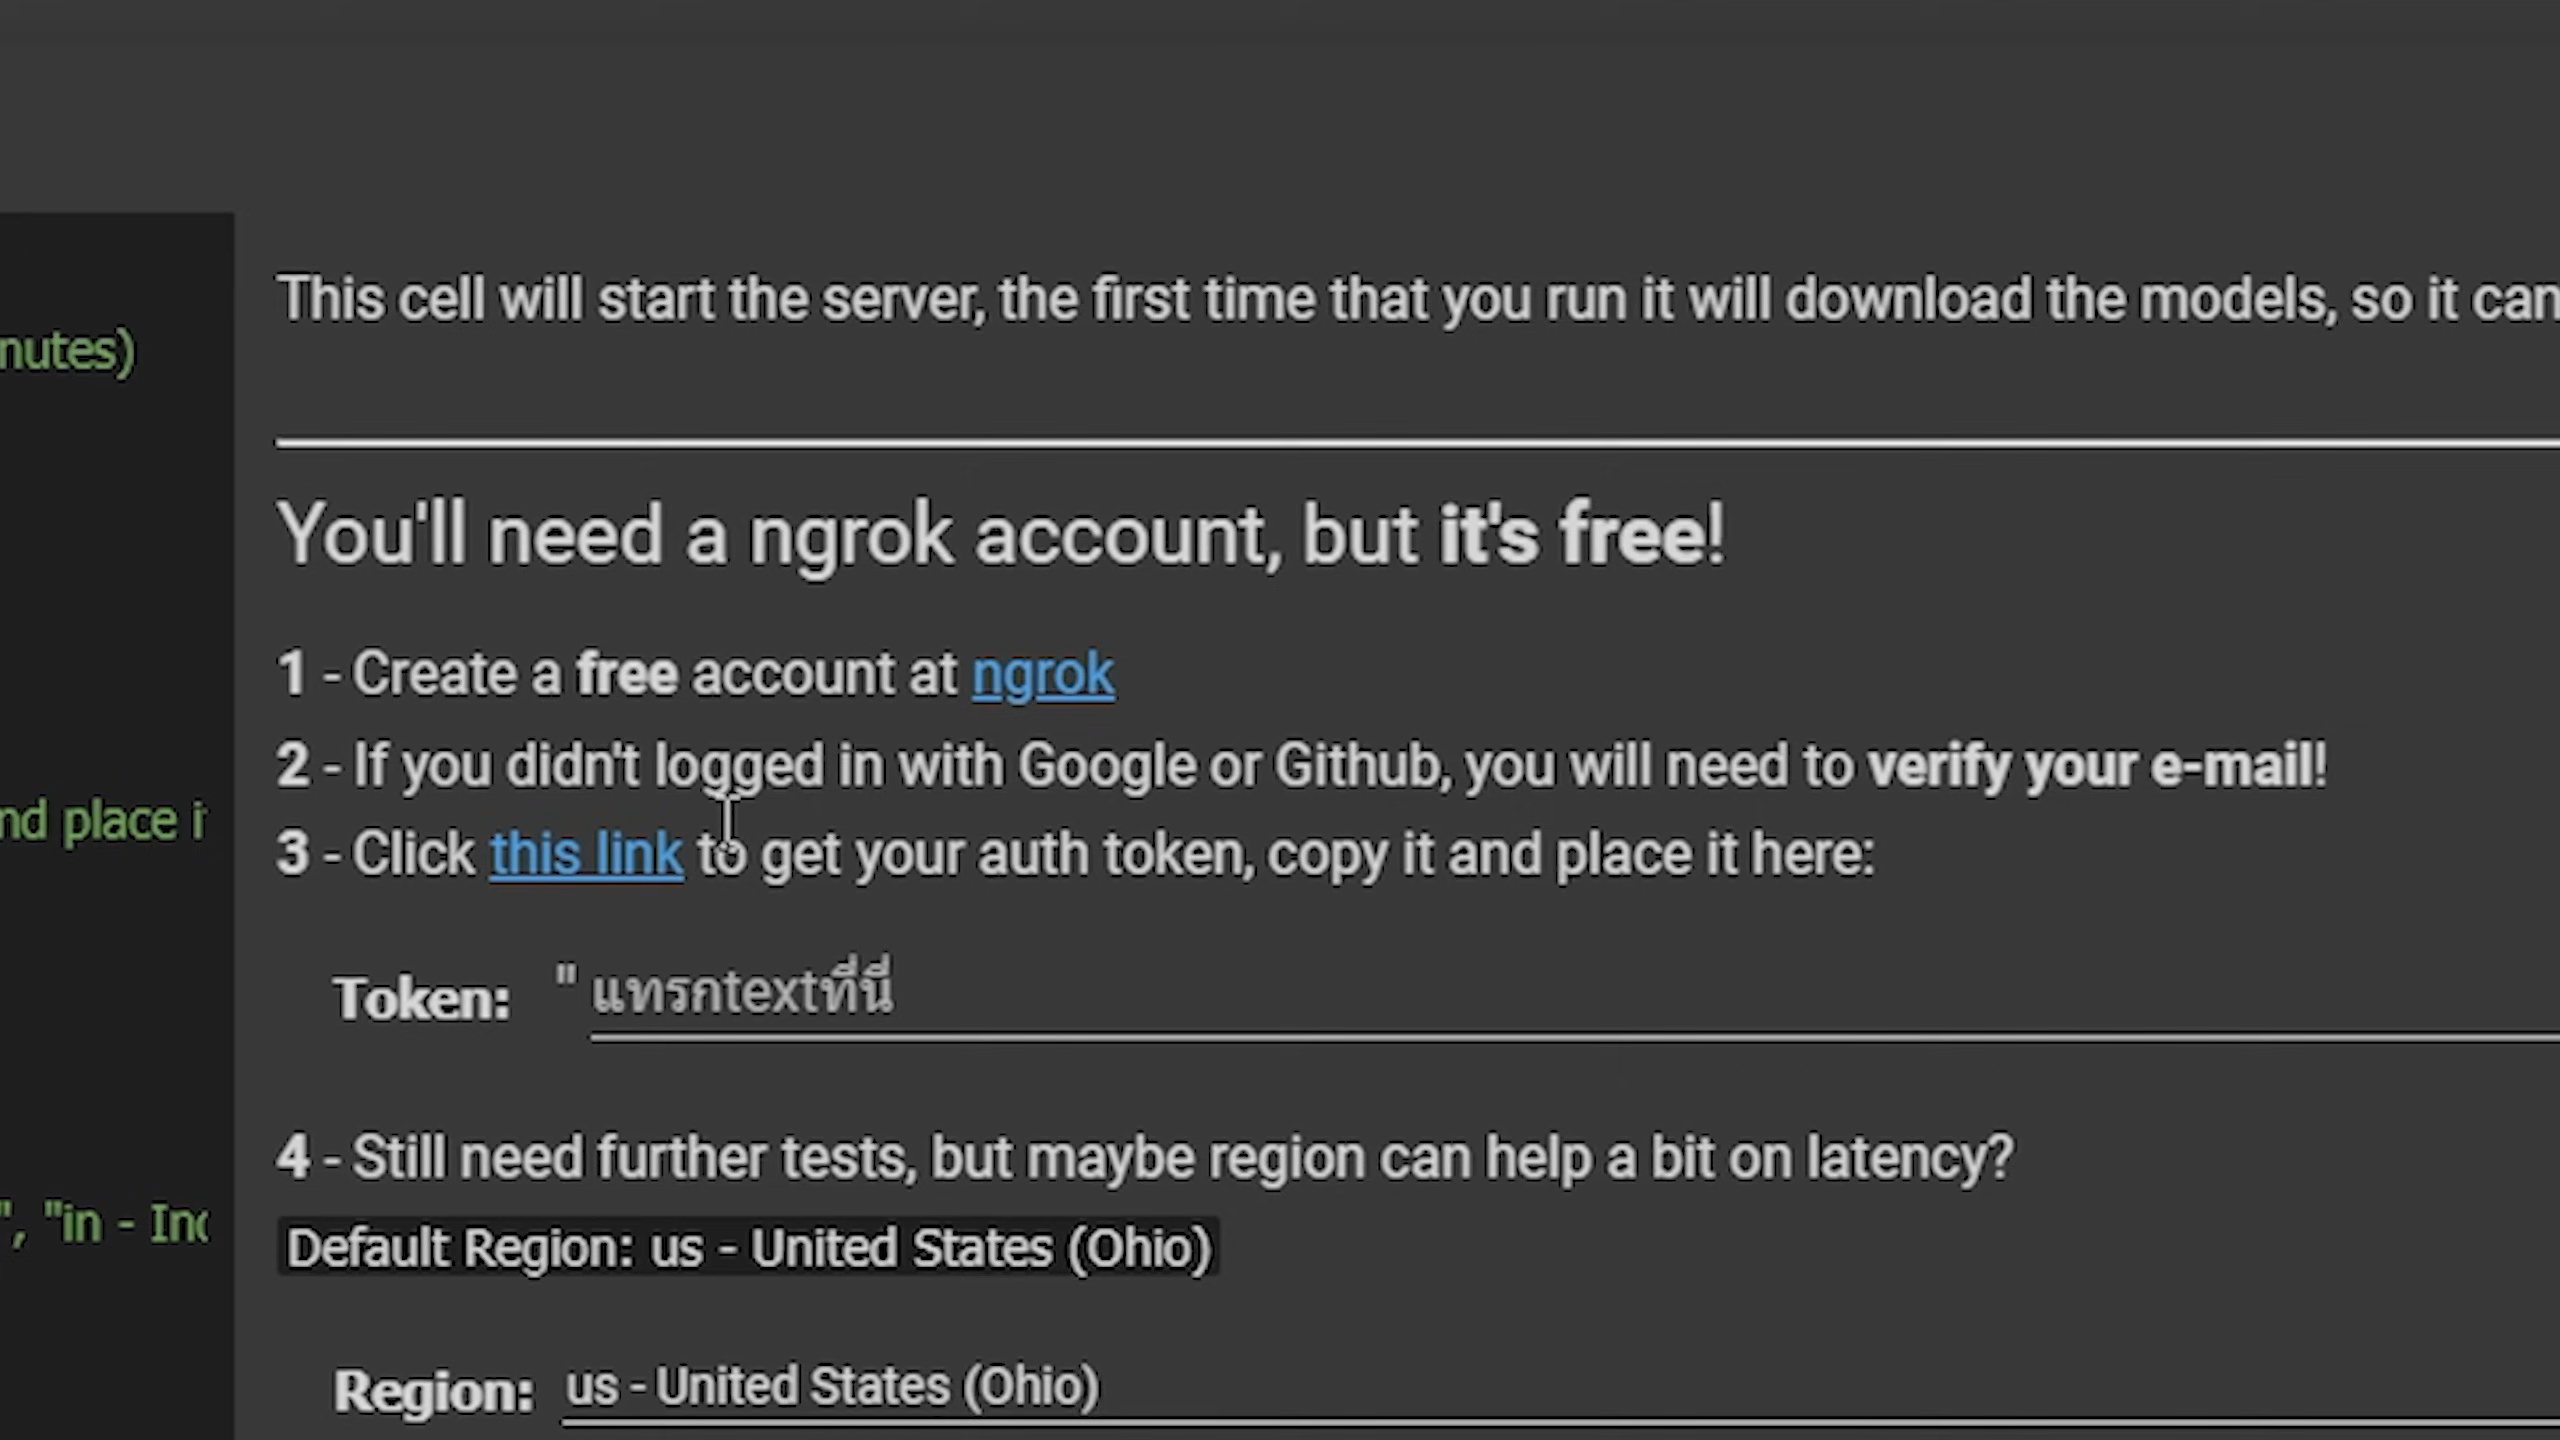 This cell will start the server, the first time that you run it will download the models, so it can
nutes)
You'll need a ngrok account, but it's free!
1 - Create a free account at ngrok
2 - If you didn't logged in with Google or Github, you will need to verify your e-mail!
nd place i
3 - Click this link to get your auth token, copy it and place it here:
Token: " แทรกtextที่นี่
4 - Still need further tests, but maybe region can help a bit on latency?
", "in - Inc
Default Region: us - United States (Ohio)
Region: us - United States (Ohio)